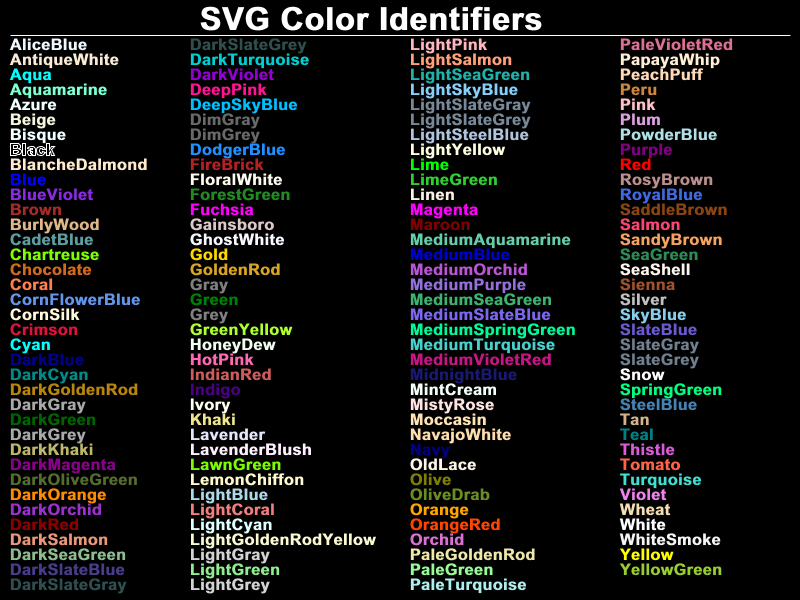 SVG Color Identifiers
AliceBlue
AntiqueWhite
Aqua
Aquamarine
Azure
Beige
Bisque
Black
BlancheDalmond
Blue
BlueViolet
Brown
BurlyWood
CadetBlue
Chartreuse
Chocolate
Coral
CornFlowerBlue
CornSilk
Crimson
Cyan
DarkBlue
DarkCyan
DarkGoldenRod
DarkGray
DarkGreen
DarkGrey
DarkKhaki
DarkMagenta
DarkOliveGreen
DarkOrange
DarkOrchid
DarkRed
DarkSalmon
DarkSeaGreen
DarkSlateBlue
DarkSlateGray
DarkSlateGrey
DarkTurquoise
DarkViolet
DeepPink
DeepSkyBlue
DimGray
DimGrey
DodgerBlue
FireBrick
FloralWhite
ForestGreen
Fuchsia
Gainsboro
GhostWhite
Gold
GoldenRod
Gray
Green
Grey
GreenYellow
HoneyDew
HotPink
IndianRed
Indigo
Ivory
Khaki
Lavender
LavenderBlush
LawnGreen
LemonChiffon
LightBlue
LightCoral
LightCyan
LightGoldenRodYellow
LightGray
LightGreen
LightGrey
LightPink
LightSalmon
LightSeaGreen
LightSkyBlue
LightSlateGray
LightSlateGrey
LightSteelBlue
LightYellow
Lime
LimeGreen
Linen
Magenta
Maroon
MediumAquamarine
MediumBlue
MediumOrchid
MediumPurple
MediumSeaGreen
MediumSlateBlue
MediumSpringGreen
MediumTurquoise
MediumVioletRed
MidnightBlue
MintCream
MistyRose
Moccasin
NavajoWhite
Navy
OldLace
Olive
OliveDrab
Orange
OrangeRed
Orchid
PaleGoldenRod
PaleGreen
PaleTurquoise
PaleVioletRed
PapayaWhip
PeachPuff
Peru
Pink
Plum
PowderBlue
Purple
Red
RosyBrown
RoyalBlue
SaddleBrown
Salmon
SandyBrown
SeaGreen
SeaShell
Sienna
Silver
SkyBlue
SlateBlue
SlateGray
SlateGrey
Snow
SpringGreen
SteelBlue
Tan
Teal
Thistle
Tomato
Turquoise
Violet
Wheat
White
WhiteSmoke
Yellow
YellowGreen